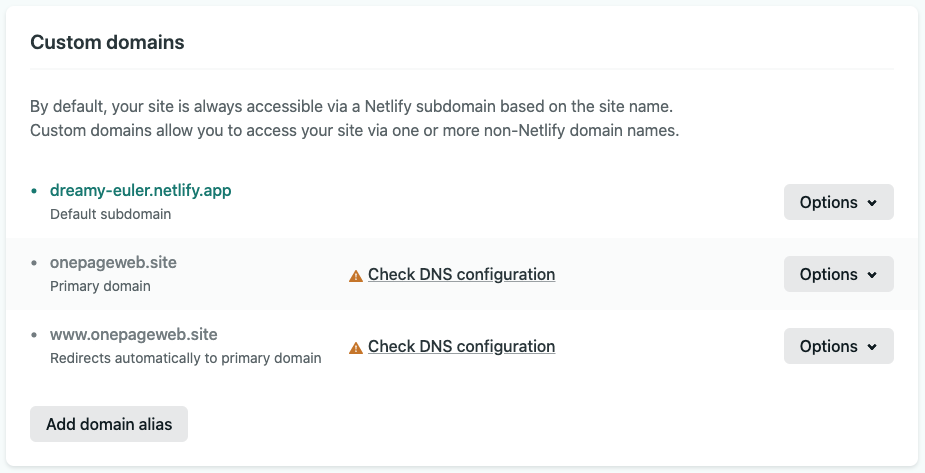 Custom domains
By default, your site is always accessible via a Netlify subdomain based on the site name.
Custom domains allow you to access your site via one or more non-Netlify domain names.
dreamy-euler.netlify.app
Default subdomain
Options
onepageweb.site
Primary domain
Check DNS configuration
Options
www.onepageweb.site
Redirects automatically to primary domain
Check DNS configuration
Options
Add domain alias